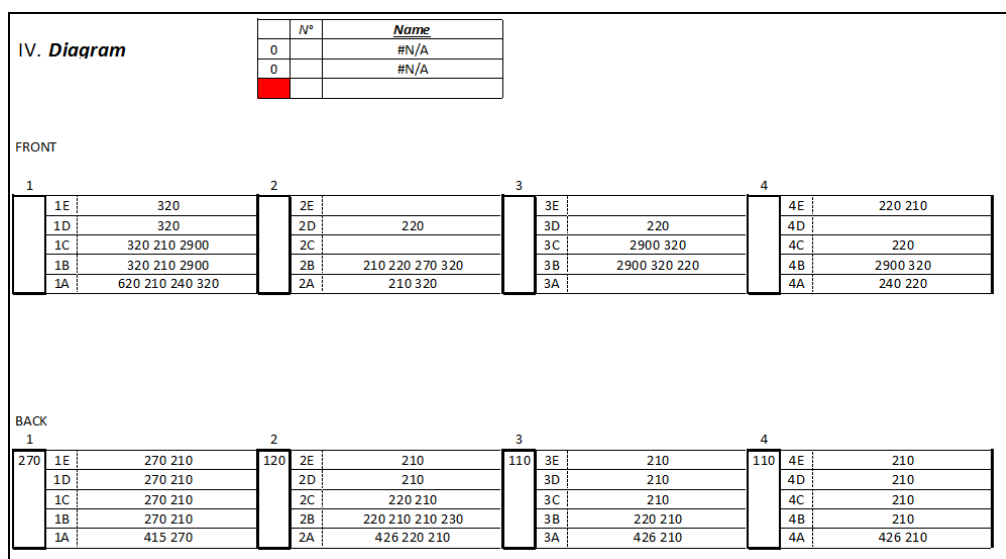 N° Name
IV. Diagram
0 #N/A
0 #N/A
FRONT
1 2 3 4
1E 320 2E 3E 4E 220 210
1D 320 2D 220 3D 220 4D
1C 320 210 2900 2C 3C 2900 320 4C 220
1B 320 210 2900 2B 210 220 270 320 3B 2900 320 220 4B 2900 320
1A 620 210 240 320 2A 210 320 3A 4A 240 220
BACK
1 2 3 4
270 1E 270 210 120 2E 210 110 3E 210 110 4E 210
1D 270 210 2D 210 3D 210 4D 210
1C 270 210 2C 220 210 3C 210 4C 210
1B 270 210 2B 220 210 210 230 3B 220 210 4B 210
1A 415 270 2A 426 220 210 3A 426 210 4A 426 210